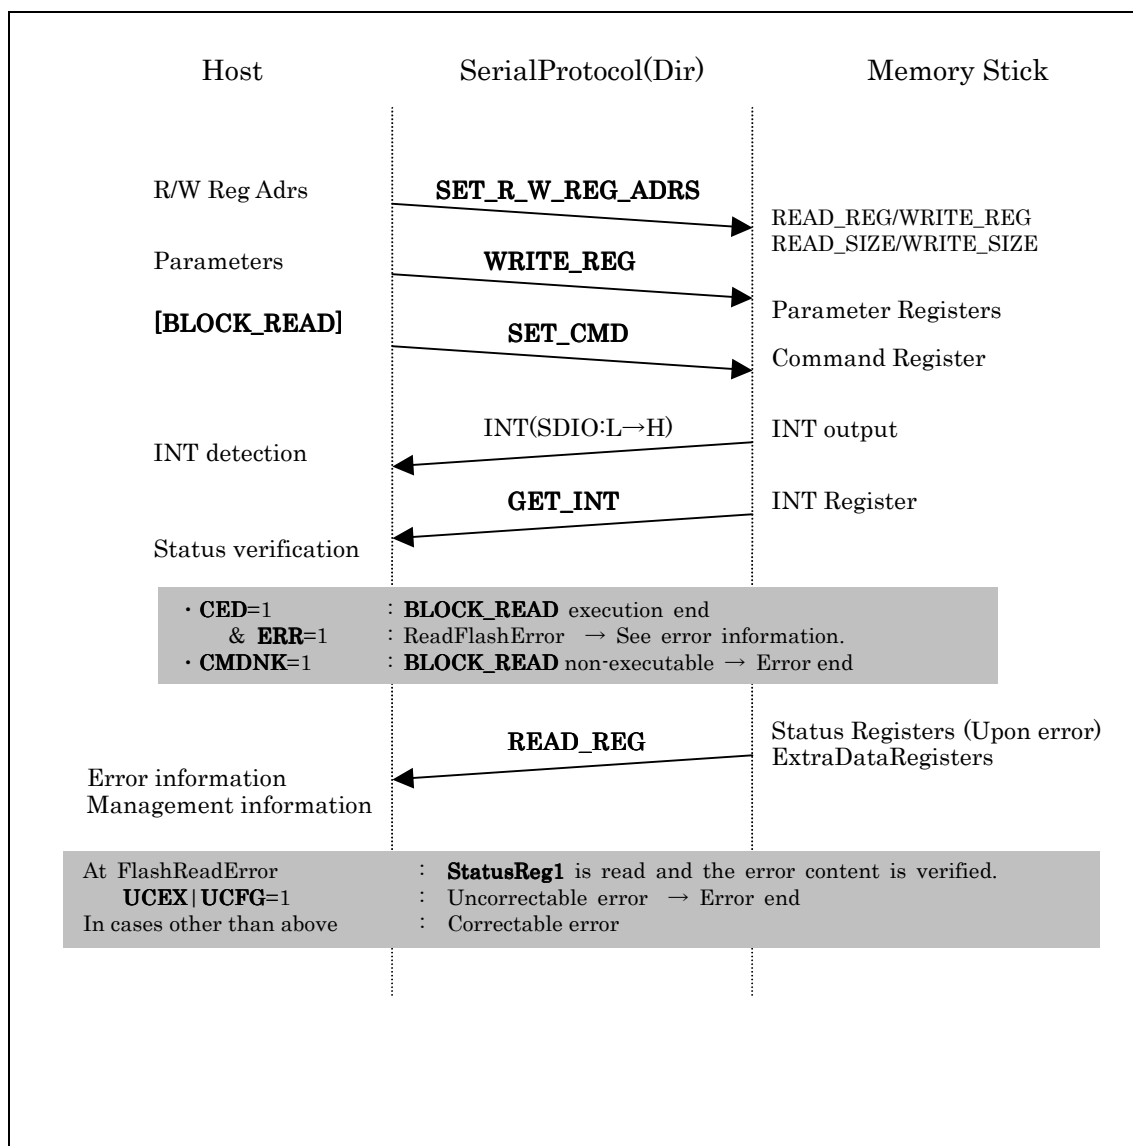 Host SerialProtocol(Dir) Memory Stick
R/W Reg Adrs SET_R_W_REG_ADRS
READ_REG/WRITE_REG
READ_SIZE/WRITE_SIZE
Parameters WRITE_REG
Parameter Registers
[BLOCK_READ]
SET_CMD
Command Register
INT(SDIO:L→H) INT output
INT detection
GET_INT INT Register
Status verification
・CED=1 : BLOCK_READ execution end
& ERR=1 : ReadFlashError → See error information.
・CMDNK=1 : BLOCK_READ non-executable → Error end
READ_REG Status Registers (Upon error)
ExtraDataRegisters
Error information
Management information
At FlashReadError : StatusReg1 is read and the error content is verified.
UCEX|UCFG=1 : Uncorrectable error → Error end
In cases other than above : Correctable error